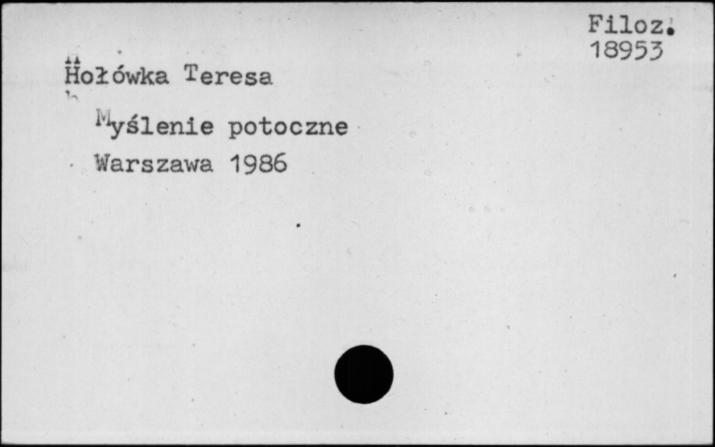 Filoz.
18953
Hołówka Teresa
Myślenie potoczne
Warszawa 1986